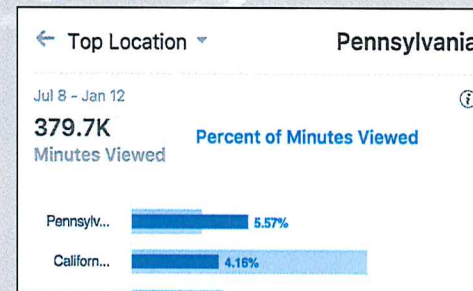 ← Top Location ▾ Pennsylvania
Jul 8 - Jan 12
379.7K
Minutes Viewed
Percent of Minutes Viewed
Pennsylv... 5.57%
Californ... 4.16%